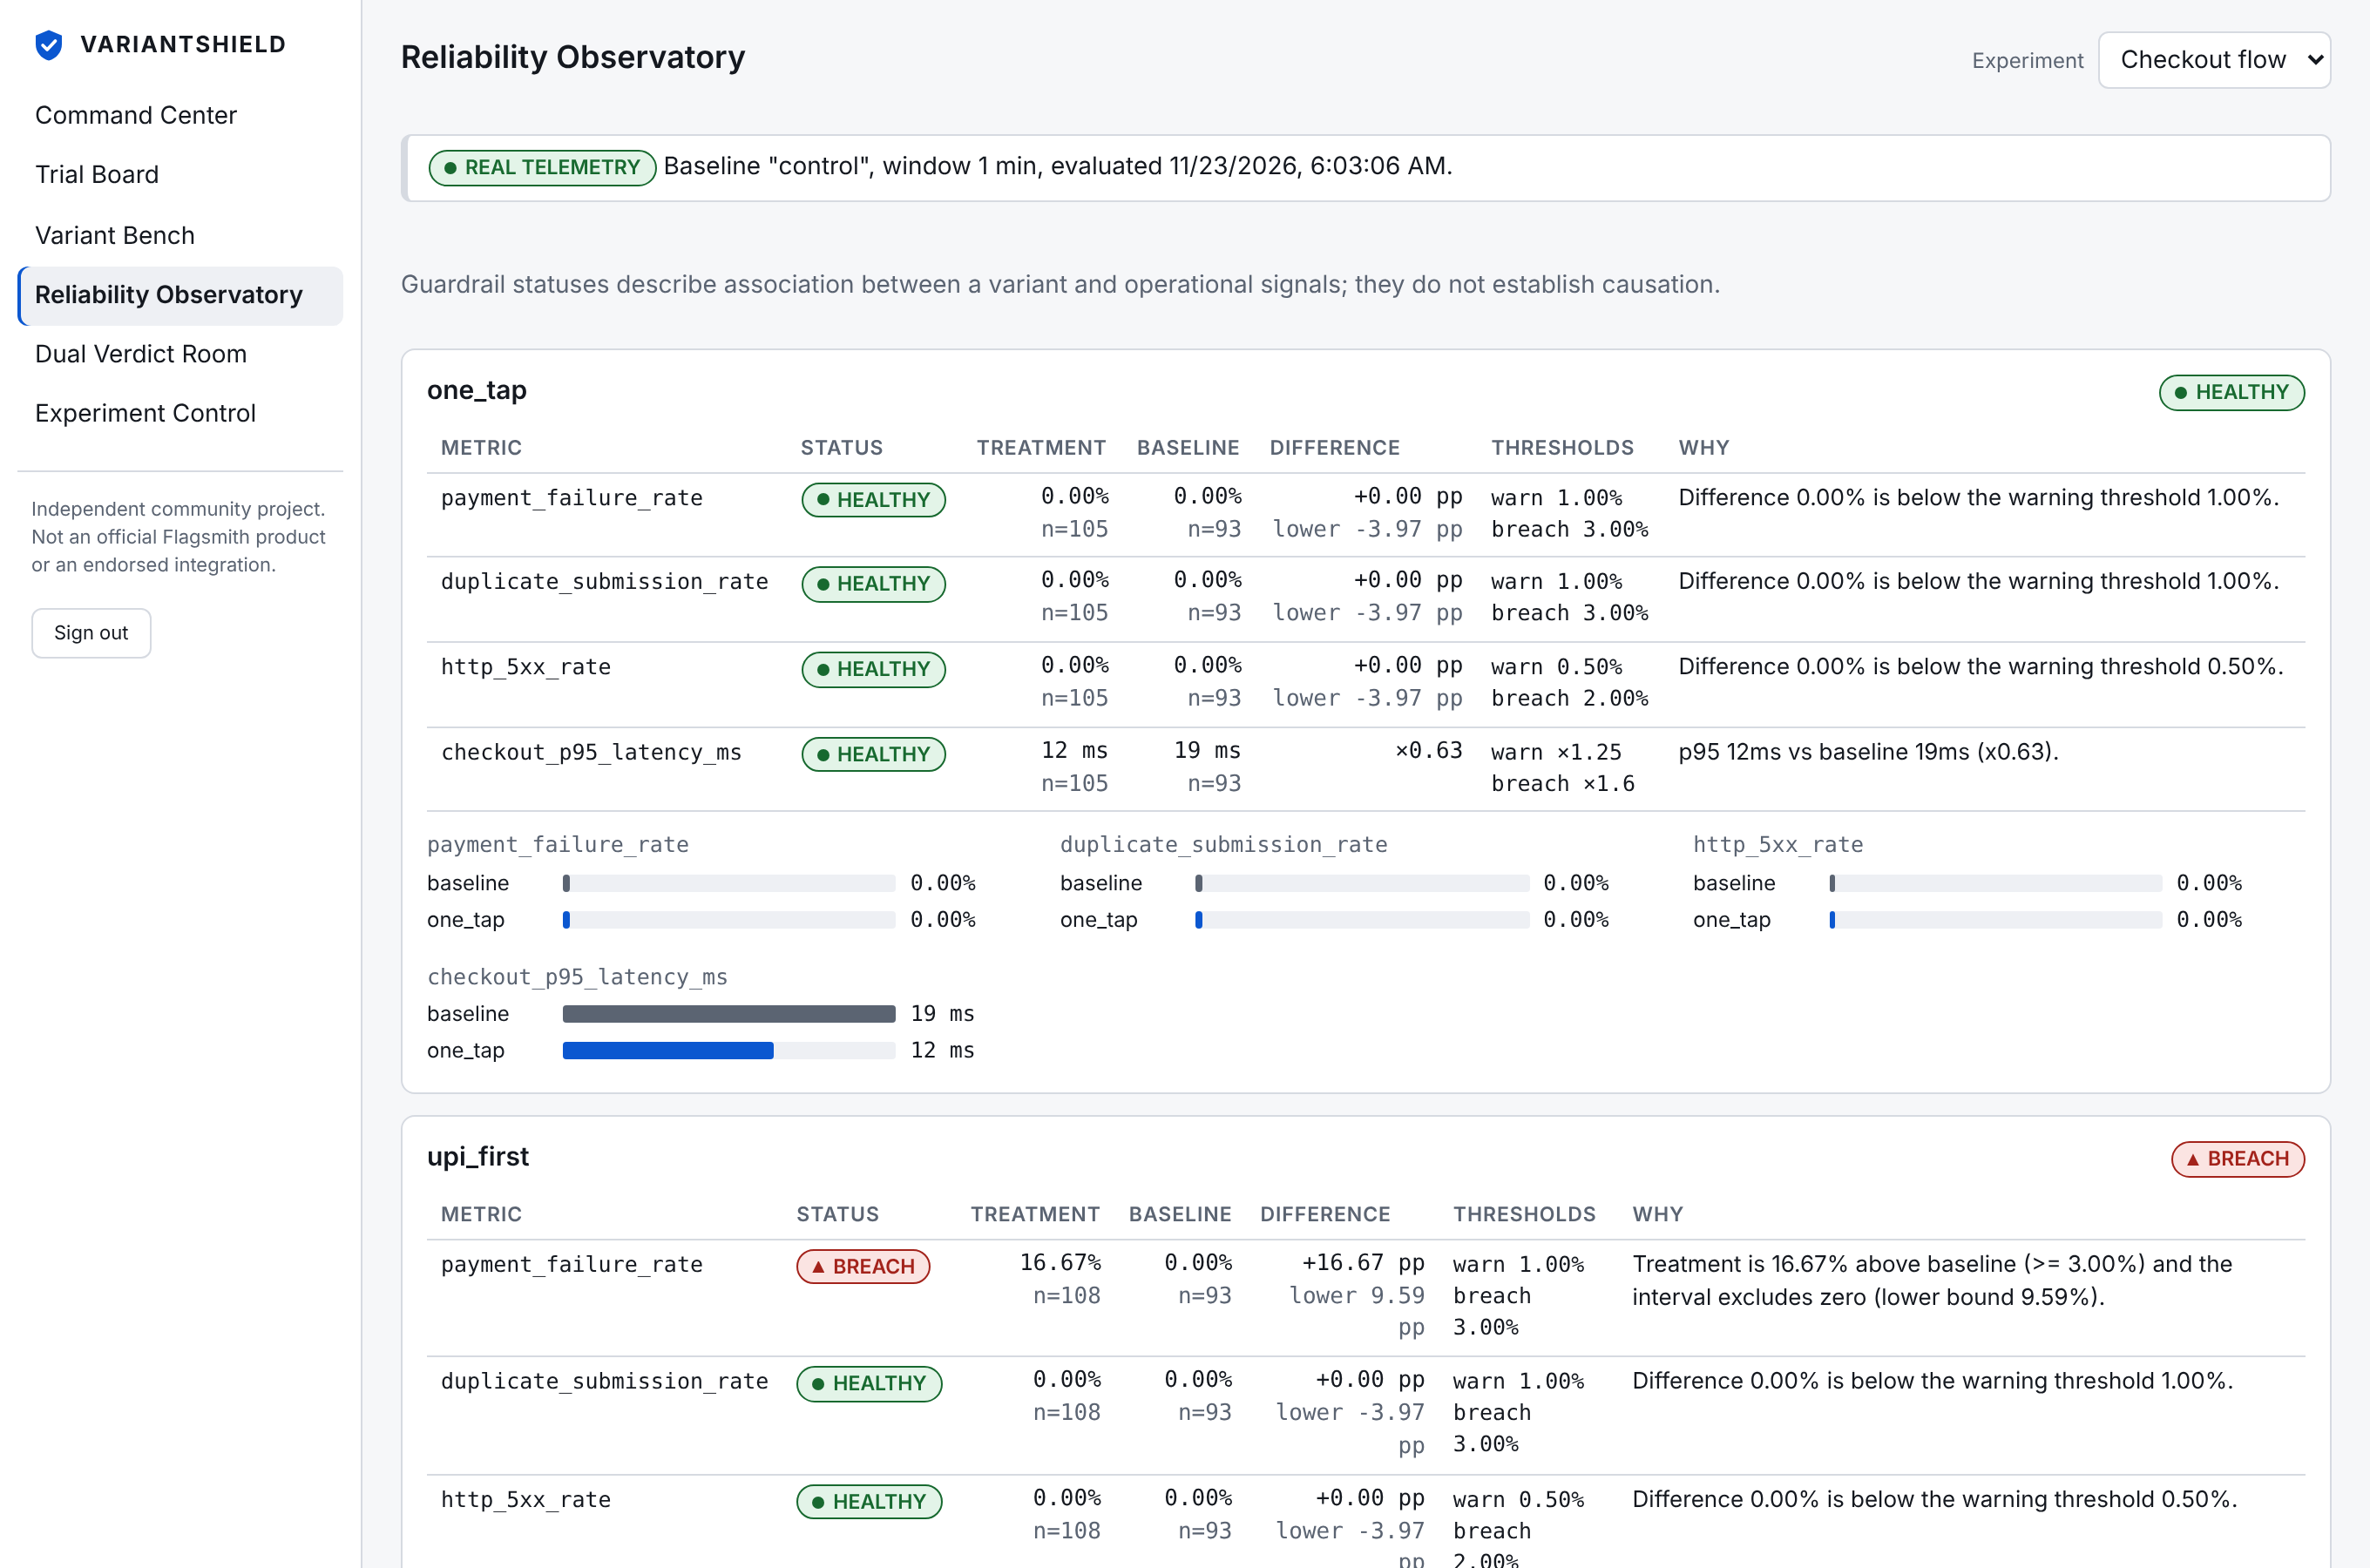 VARIANTSHIELD
Command Center
Trial Board
Variant Bench
Reliability Observatory
Dual Verdict Room
Experiment Control
Independent community project.
Not an official Flagsmith product
or an endorsed integration.
Sign out
Reliability Observatory
Experiment Checkout flow
REAL TELEMETRY Baseline "control", window 1 min, evaluated 11/23/2026, 6:03:06 AM.
Guardrail statuses describe association between a variant and operational signals; they do not establish causation.
one_tap HEALTHY
METRIC STATUS TREATMENT BASELINE DIFFERENCE THRESHOLDS WHY
payment_failure_rate HEALTHY 0.00% 0.00% +0.00 pp warn 1.00% Difference 0.00% is below the warning threshold 1.00%.
n=105 n=93 lower -3.97 pp breach 3.00%
duplicate_submission_rate HEALTHY 0.00% 0.00% +0.00 pp warn 1.00% Difference 0.00% is below the warning threshold 1.00%.
n=105 n=93 lower -3.97 pp breach 3.00%
http_5xx_rate HEALTHY 0.00% 0.00% +0.00 pp warn 0.50% Difference 0.00% is below the warning threshold 0.50%.
n=105 n=93 lower -3.97 pp breach 2.00%
checkout_p95_latency_ms HEALTHY 12 ms 19 ms ×0.63 warn ×1.25 p95 12ms vs baseline 19ms (x0.63).
n=105 n=93 breach ×1.6
payment_failure_rate duplicate_submission_rate http_5xx_rate
baseline 0.00% baseline 0.00% baseline 0.00%
one_tap 0.00% one_tap 0.00% one_tap 0.00%
checkout_p95_latency_ms
baseline 19 ms
one_tap 12 ms
upi_first ▲ BREACH
METRIC STATUS TREATMENT BASELINE DIFFERENCE THRESHOLDS WHY
payment_failure_rate ▲ BREACH 16.67% 0.00% +16.67 pp warn 1.00% Treatment is 16.67% above baseline (>= 3.00%) and the
n=108 n=93 lower 9.59 breach interval excludes zero (lower bound 9.59%).
pp 3.00%
duplicate_submission_rate HEALTHY 0.00% 0.00% +0.00 pp warn 1.00% Difference 0.00% is below the warning threshold 1.00%.
n=108 n=93 lower -3.97 breach
pp 3.00%
http_5xx_rate HEALTHY 0.00% 0.00% +0.00 pp warn 0.50% Difference 0.00% is below the warning threshold 0.50%.
n=108 n=93 lower -3.97 breach
pp 2.00%